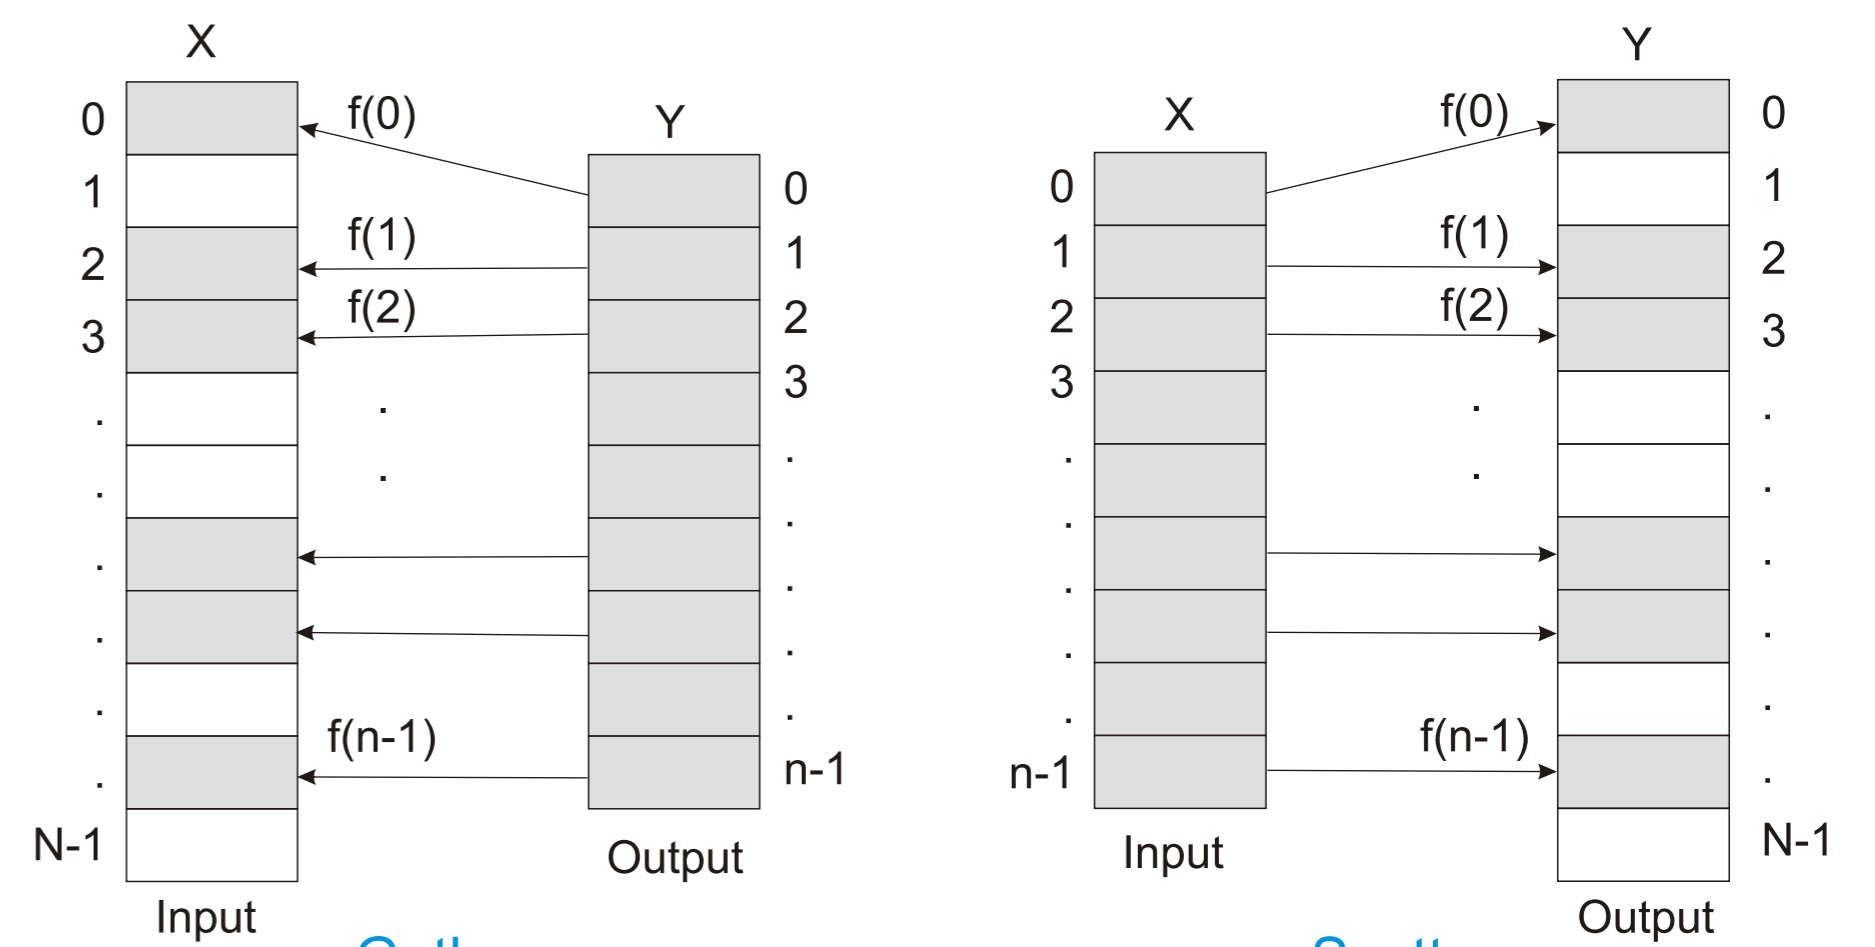 X
0
1
2
3
.
.
.
.
.
.
N-1
Input
f(0)
f(1)
f(2)
.
.
f(n-1)
Y
0
1
2
3
.
.
.
.
.
n-1
Output
X
0
1
2
3
.
.
.
.
.
n-1
Input
f(0)
f(1)
f(2)
.
.
f(n-1)
Y
0
1
2
3
.
.
.
.
.
.
N-1
Output